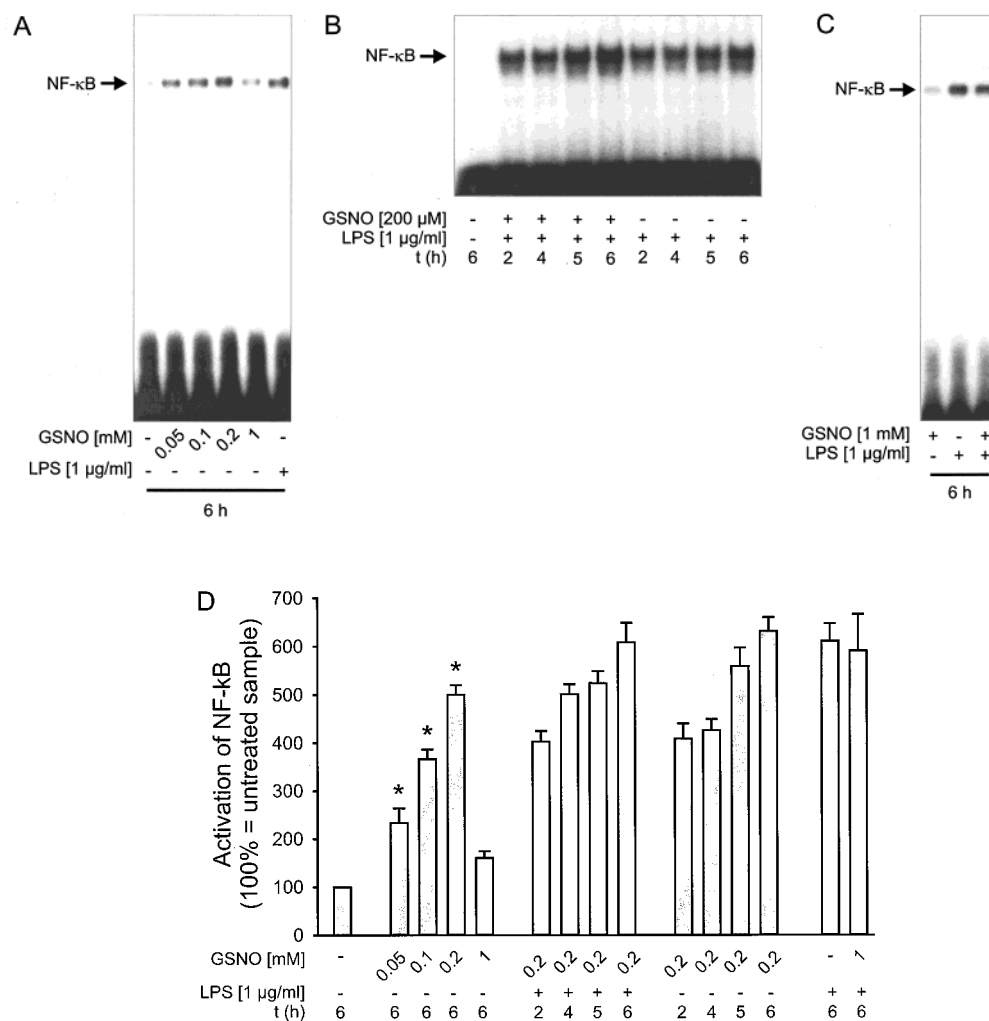 A
NF-κB
GSNO [mM] - 0.05 0.1 0.2 1 -
LPS [1 µg/ml] - - - - - +
6 h
B
NF-κB
GSNO [200 µM] - + + + + - - - -
LPS [1 µg/ml] - + + + + + + + +
t (h) 6 2 4 5 6 2 4 5 6
C
NF-κB
GSNO [1 mM] + - +
LPS [1 µg/ml] - + +
6 h
D
Activation of NF-kB
(100% = untreated sample)
700
600
500
400
300
200
100
0
* * *
GSNO [mM] - 0.05 0.1 0.2 1 0.2 0.2 0.2 0.2 0.2 0.2 0.2 0.2 - 1
LPS [1 µg/ml] - - - - - + + + + - - - - + +
t (h) 6 6 6 6 6 2 4 5 6 2 4 5 6 6 6